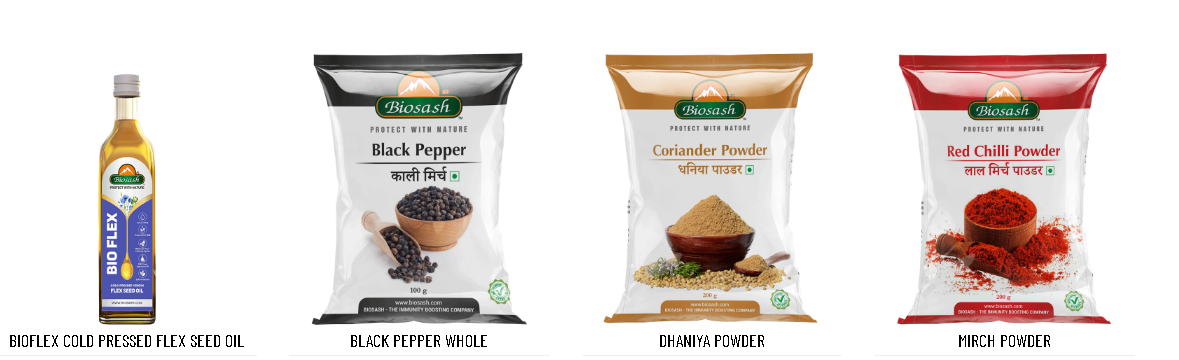 Biosash
PROTECT WITH NATURE
BIO FLEX
FLEX SEED OIL
BIOFLEX COLD PRESSED FLEX SEED OIL
Biosash
PROTECT WITH NATURE
Black Pepper
काली मिर्च
100 g
www.biosash.com
BIOSASH - THE IMMUNITY BOOSTING COMPANY
BLACK PEPPER WHOLE
Biosash
PROTECT WITH NATURE
Coriander Powder
धनिया पाउडर
200 g
www.biosash.com
BIOSASH - THE IMMUNITY BOOSTING COMPANY
DHANIYA POWDER
Biosash
PROTECT WITH NATURE
Red Chilli Powder
लाल मिर्च पाउडर
200 g
www.biosash.com
BIOSASH - THE IMMUNITY BOOSTING COMPANY
MIRCH POWDER